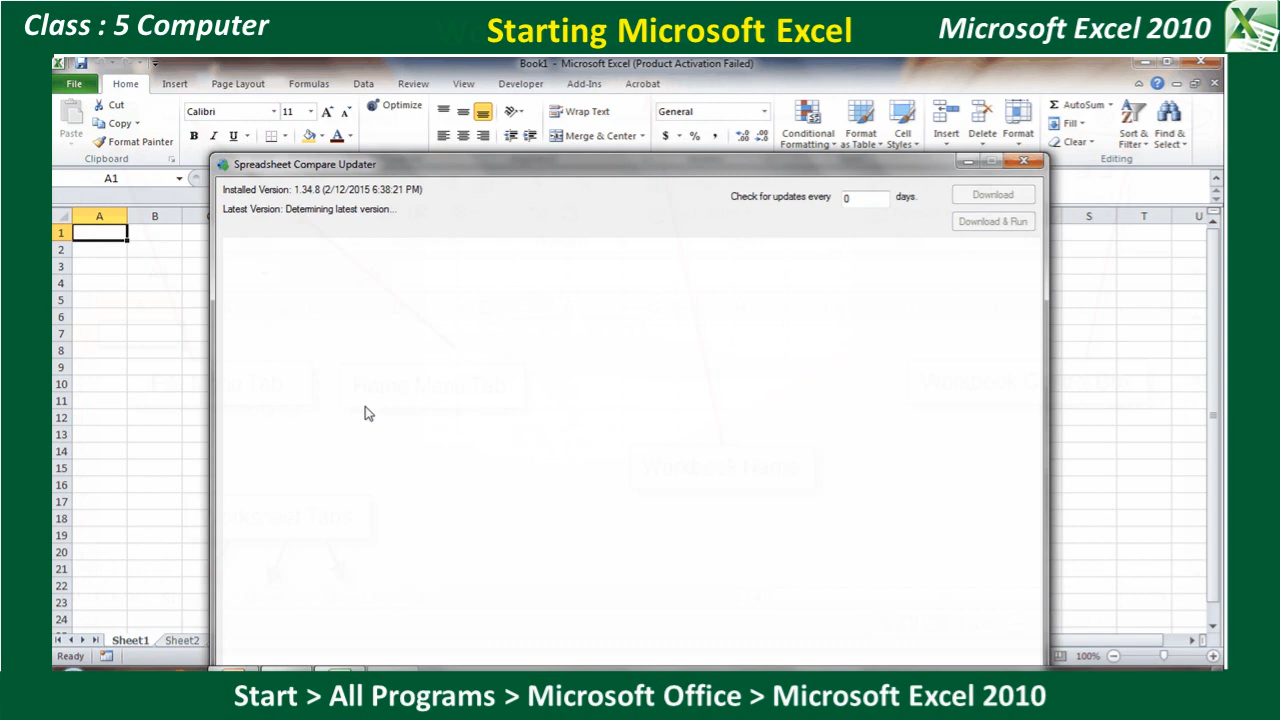 Class : 5 Computer
Starting Microsoft Excel
Microsoft Excel 2010
Book1 - Microsoft Excel (Product Activation Failed)
File Home Insert Page Layout Formulas Data Review View Developer Add-Ins Acrobat
Cut Calibri 11 Optimize Wrap Text General AutoSum
Paste Copy Fill
Format Painter B I U A Merge & Center $ % , Conditional Formatting Format as Table Cell Styles Insert Delete Format Clear Sort & Filter Find & Select
Clipboard Editing
A1
Spreadsheet Compare Updater
Installed Version: 1.34.8 (2/12/2015 6:38:21 PM)
Check for updates every 0 days.
Download
Latest Version: Determining latest version...
Download & Run
A B S T U
1
2
3
4
5
6
7
8
9
10
11
12
13
14
15
16
17
18
19
20
21
22
23
24
Home Menu Tab
Workbook Name
Sheet1 Sheet2
Ready 100%
Start > All Programs > Microsoft Office > Microsoft Excel 2010